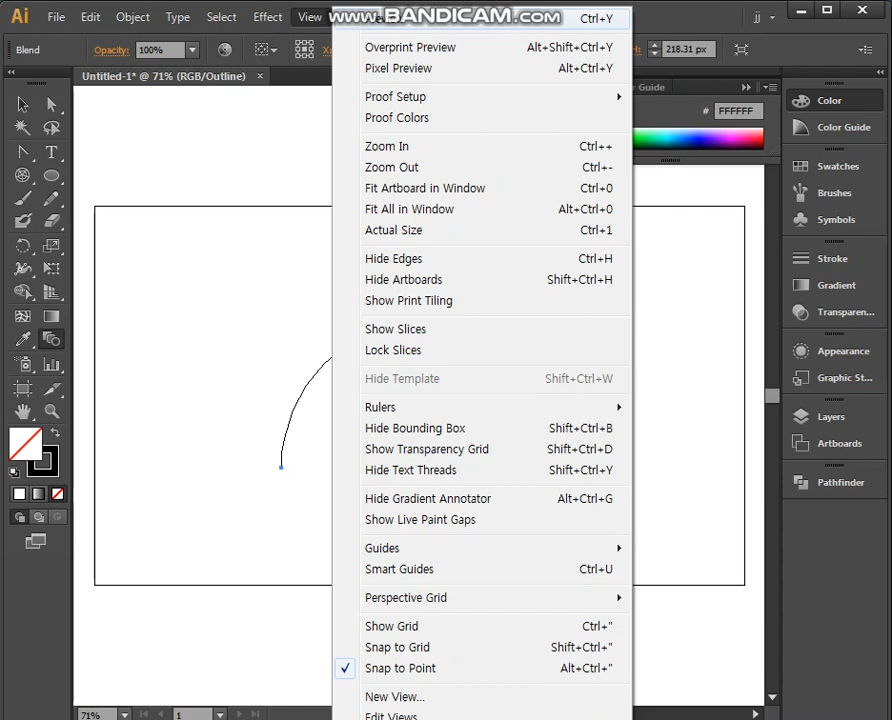 Ai File Edit Object Type Select Effect View jj
www.BANDICAM.com
Ctrl+Y
Blend Opacity: 100% 218.31 px
Overprint Preview Alt+Shift+Ctrl+Y
Pixel Preview Alt+Ctrl+Y
Proof Setup
Proof Colors
Zoom In Ctrl++
Zoom Out Ctrl+-
Fit Artboard in Window Ctrl+0
Fit All in Window Alt+Ctrl+0
Actual Size Ctrl+1
Hide Edges Ctrl+H
Hide Artboards Shift+Ctrl+H
Show Print Tiling
Show Slices
Lock Slices
Hide Template Shift+Ctrl+W
Rulers
Hide Bounding Box Shift+Ctrl+B
Show Transparency Grid Shift+Ctrl+D
Hide Text Threads Shift+Ctrl+Y
Hide Gradient Annotator Alt+Ctrl+G
Show Live Paint Gaps
Guides
Smart Guides Ctrl+U
Perspective Grid
Show Grid Ctrl+"
Snap to Grid Shift+Ctrl+"
Snap to Point Alt+Ctrl+"
New View...
Edit Views
Untitled-1* @ 71% (RGB/Outline) ×
Guide
# FFFFFF
Color
Color Guide
Swatches
Brushes
Symbols
Stroke
Gradient
Transparen...
Appearance
Graphic St...
Layers
Artboards
Pathfinder
71% 1